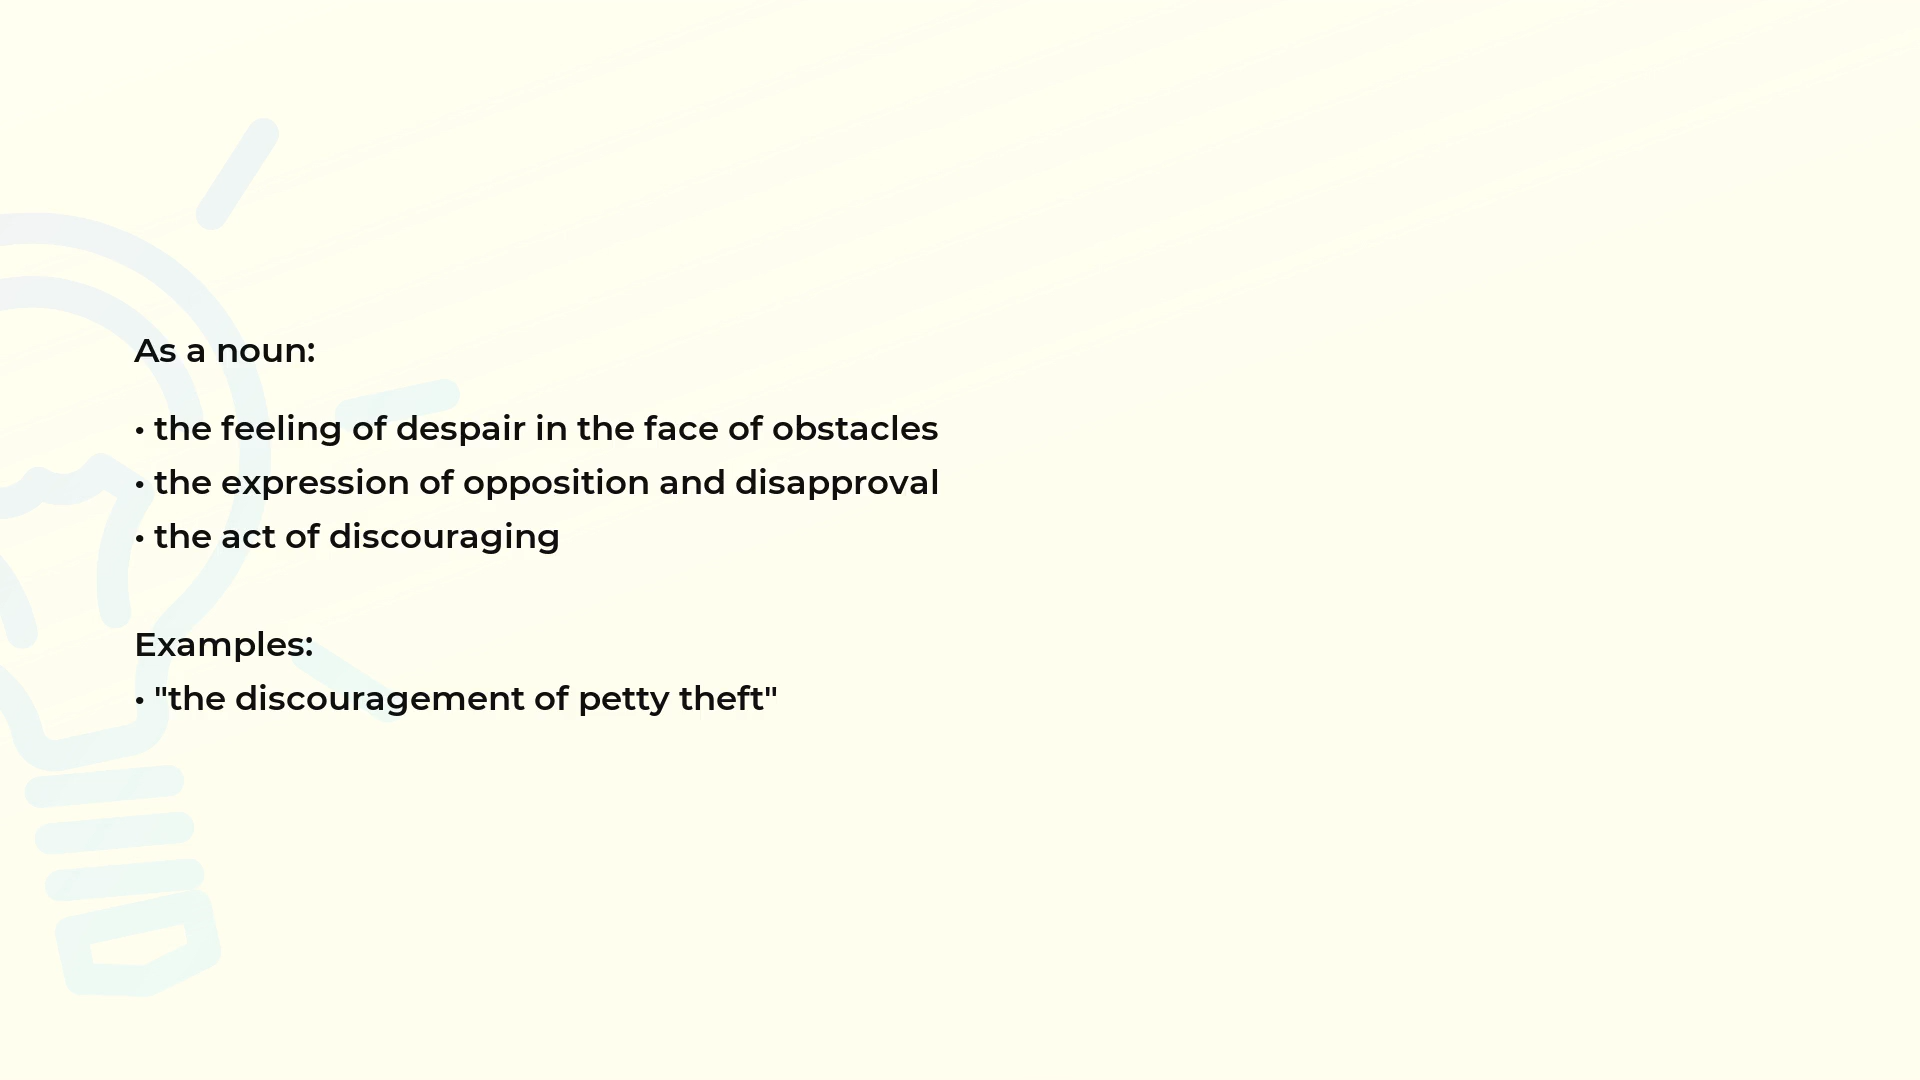 As a noun:
• the feeling of despair in the face of obstacles
• the expression of opposition and disapproval
• the act of discouraging
Examples:
• "the discouragement of petty theft"